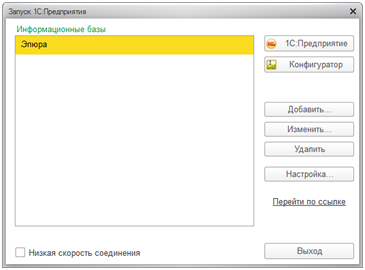 Запуск 1С:Предприятия
Информационные базы
Эпюра
1С:Предприятие
Конфигуратор
Добавить...
Изменить...
Удалить
Настройка...
Перейти по ссылке
Низкая скорость соединения
Выход